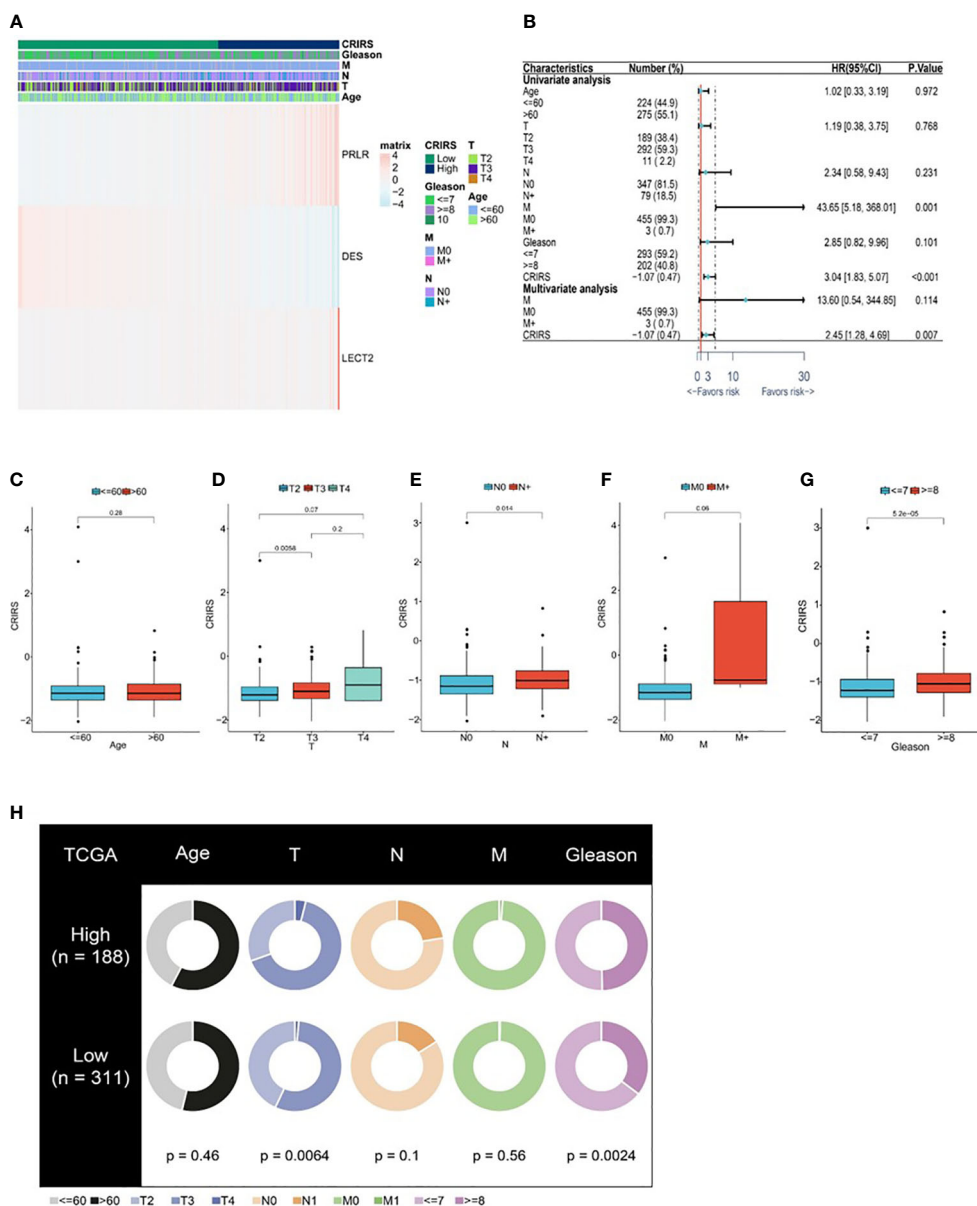 A
CRIRS
Gleason
M
N
T
Age
PRLR
DES
LECT2
matrix
4
2
0
−2
−4
CRIRS
Low
High
Gleason
<=7
>=8
10
M
M0
M+
N
N0
N+
T
T2
T3
T4
Age
<=60
>60
B
Characteristics Number (%) HR(95%CI) P.Value
Univariate analysis
Age 1.02 [0.33, 3.19] 0.972
<=60 224 (44.9)
>60 275 (55.1)
T 1.19 [0.38, 3.75] 0.768
T2 189 (38.4)
T3 292 (59.3)
T4 11 ( 2.2)
N 2.34 [0.58, 9.43] 0.231
N0 347 (81.5)
N+ 79 (18.5)
M 43.65 [5.18, 368.01] 0.001
M0 455 (99.3)
M+ 3 ( 0.7)
Gleason 2.85 [0.82, 9.96] 0.101
<=7 293 (59.2)
>=8 202 (40.8)
CRIRS −1.07 (0.47) 3.04 [1.83, 5.07] <0.001
Multivariate analysis
M 13.60 [0.54, 344.85] 0.114
M0 455 (99.3)
M+ 3 ( 0.7)
CRIRS −1.07 (0.47) 2.45 [1.28, 4.69] 0.007
0 3 10 30
<−Favors risk Favors risk−>
C
<=60 >60
0.28
4
2
0
−2
CRIRS
<=60 >60
Age
D
T2 T3 T4
0.07
0.2
0.0058
4
2
0
−2
CRIRS
T2 T3 T4
T
E
N0 N+
0.014
3
2
1
0
−1
−2
CRIRS
N0 N+
N
F
M0 M+
0.06
4
2
0
−2
CRIRS
M0 M+
M
G
<=7 >=8
5.2e−05
3
2
1
0
−1
−2
CRIRS
<=7 >=8
Gleason
H
TCGA Age T N M Gleason
High
(n = 188)
Low
(n = 311)
p = 0.46 p = 0.0064 p = 0.1 p = 0.56 p = 0.0024
<=60 >60 T2 T3 T4 N0 N1 M0 M1 <=7 >=8